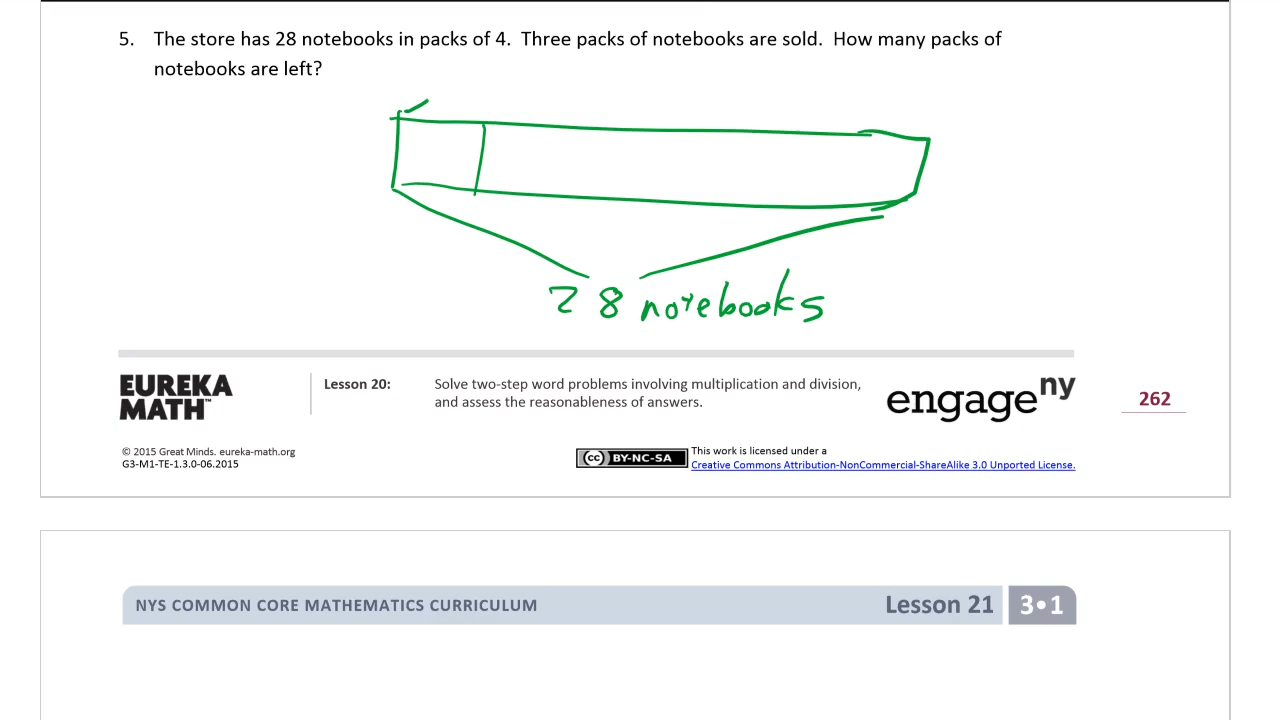 5. The store has 28 notebooks in packs of 4. Three packs of notebooks are sold. How many packs of
notebooks are left?
28 notebooks
EUREKA
MATH™
Lesson 20:
Solve two-step word problems involving multiplication and division,
and assess the reasonableness of answers.
engageny
262
© 2015 Great Minds. eureka-math.org
G3-M1-TE-1.3.0-06.2015
cc BY-NC-SA
This work is licensed under a
Creative Commons Attribution-NonCommercial-ShareAlike 3.0 Unported License.
NYS COMMON CORE MATHEMATICS CURRICULUM
Lesson 21
3•1